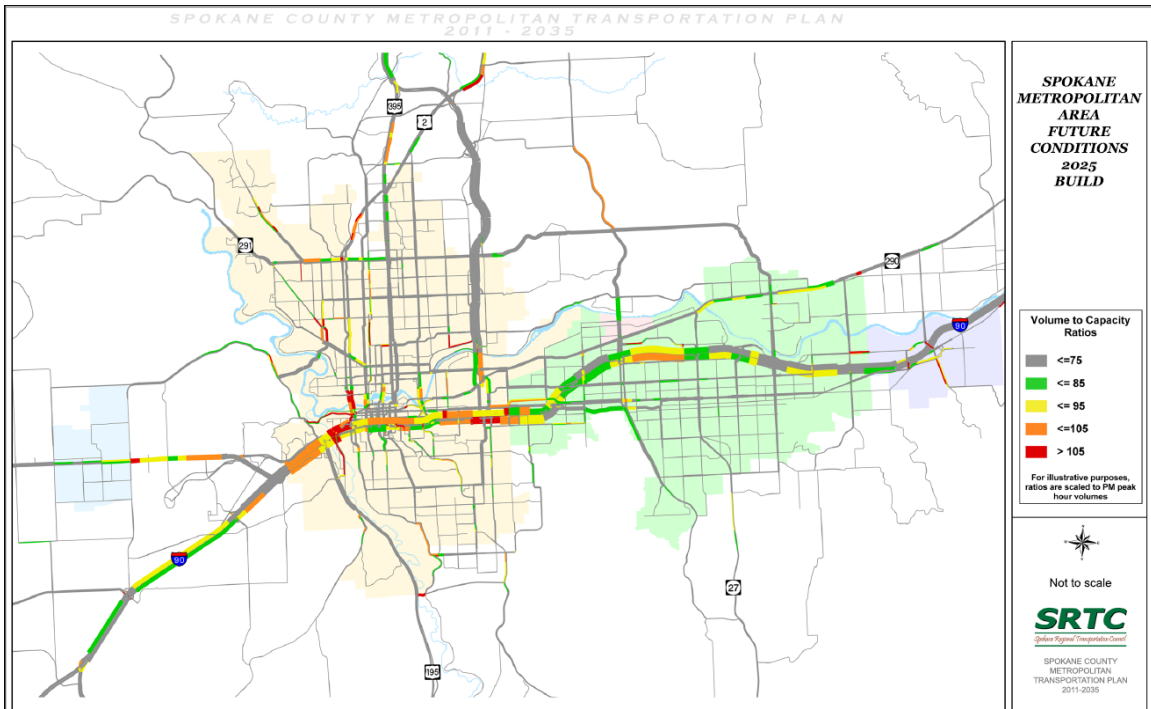 SPOKANE COUNTY METROPOLITAN TRANSPORTATION PLAN
2011 - 2035
SPOKANE
METROPOLITAN
AREA
FUTURE
CONDITIONS
2025
BUILD
395
2
291
290
90
90
27
195
Volume to Capacity
Ratios
<=75
<= 85
<= 95
<=105
> 105
For illustrative purposes,
ratios are scaled to PM peak
hour volumes
Not to scale
SRTC
Spokane Regional Transportation Council
SPOKANE COUNTY
METROPOLITAN
TRANSPORTATION PLAN
2011-2035